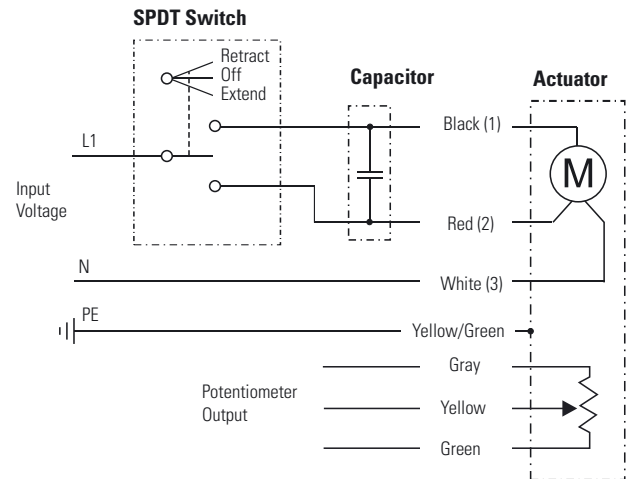 SPDT Switch
Retract
Off
Extend
Capacitor
Actuator
L1
Black (1)
M
Input
Voltage
Red (2)
N
White (3)
PE
Yellow/Green
Gray
Potentiometer
Output
Yellow
Green